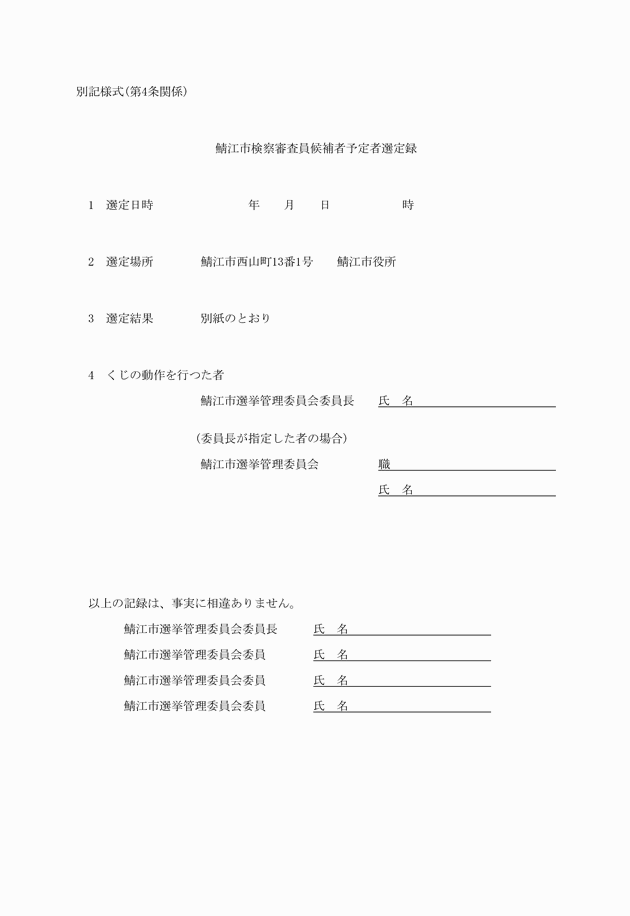 別記様式(第4条関係)
鯖江市検察審査員候補者予定者選定録
1　選定日時　　　　　　　　年　　月　　日　　　　　　時
2　選定場所　　　　鯖江市西山町13番1号　　鯖江市役所
3　選定結果　　　　別紙のとおり
4　くじの動作を行つた者
鯖江市選挙管理委員会委員長　　氏　名
(委員長が指定した者の場合)
鯖江市選挙管理委員会　　　　　職
氏　名
以上の記録は、事実に相違ありません。
鯖江市選挙管理委員会委員長　　　氏　名
鯖江市選挙管理委員会委員　　　　氏　名
鯖江市選挙管理委員会委員　　　　氏　名
鯖江市選挙管理委員会委員　　　　氏　名